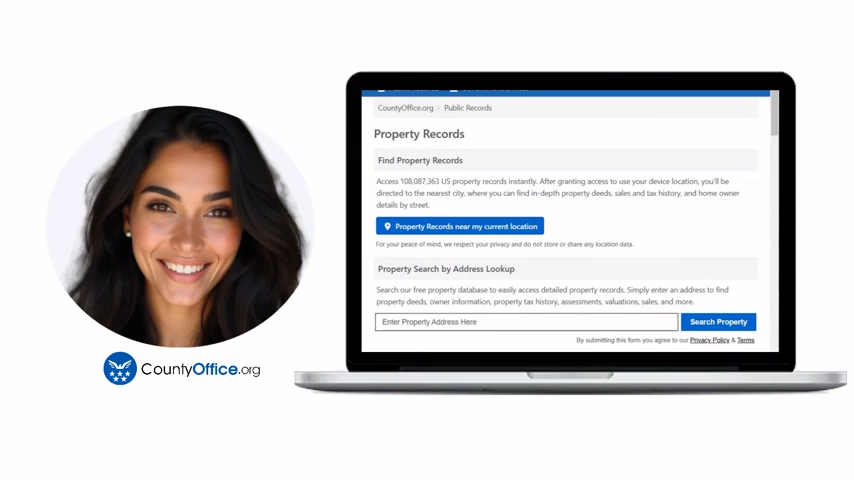 CountyOffice.org > Public Records
Property Records
Find Property Records
Access 108,087,363 US property records instantly. After granting access to use your device location, you'll be
directed to the nearest city, where you can find in-depth property deeds, sales and tax history, and home owner
details by street.
Property Records near my current location
For your peace of mind, we respect your privacy and do not store or share any location data.
Property Search by Address Lookup
Search our free property database to easily access detailed property records. Simply enter an address to find
property deeds, owner information, property tax history, assessments, valuations, sales, and more.
Enter Property Address Here
Search Property
By submitting this form you agree to our Privacy Policy & Terms.
CountyOffice.org